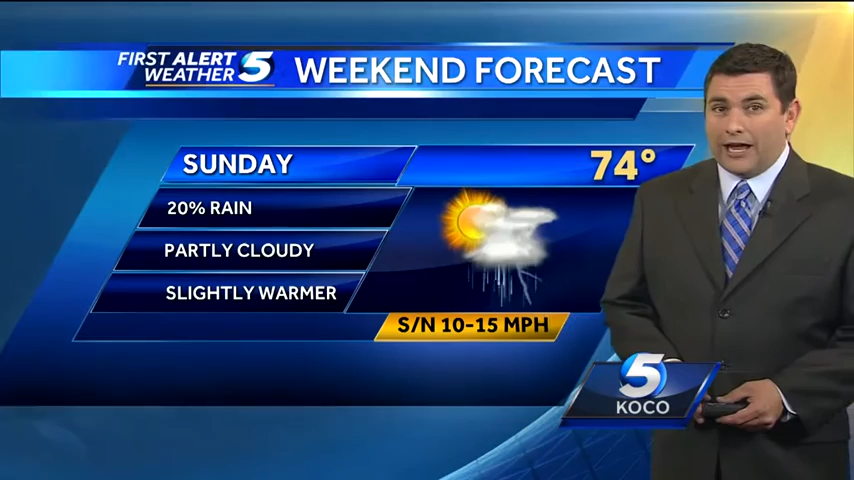 FIRST ALERT
WEATHER 5
WEEKEND FORECAST
SUNDAY
74°
20% RAIN
PARTLY CLOUDY
SLIGHTLY WARMER
S/N 10-15 MPH
5
KOCO